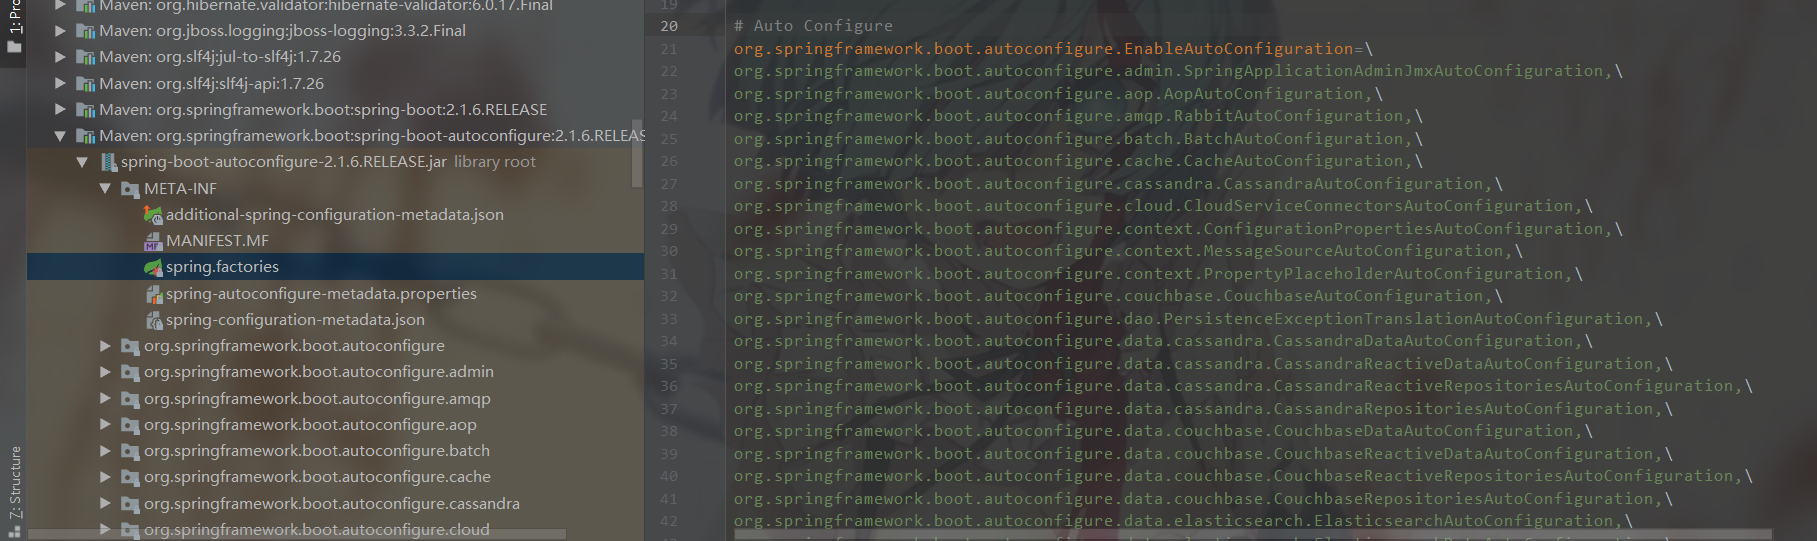 1: Pro
Maven: org.hibernate.validator:hibernate-validator:6.0.17.Final
Maven: org.jboss.logging:jboss-logging:3.3.2.Final
Maven: org.slf4j:jul-to-slf4j:1.7.26
Maven: org.slf4j:slf4j-api:1.7.26
Maven: org.springframework.boot:spring-boot:2.1.6.RELEASE
Maven: org.springframework.boot:spring-boot-autoconfigure:2.1.6.RELEAS
spring-boot-autoconfigure-2.1.6.RELEASE.jar library root
META-INF
additional-spring-configuration-metadata.json
MANIFEST.MF
spring.factories
spring-autoconfigure-metadata.properties
spring-configuration-metadata.json
org.springframework.boot.autoconfigure
org.springframework.boot.autoconfigure.admin
org.springframework.boot.autoconfigure.amqp
org.springframework.boot.autoconfigure.aop
org.springframework.boot.autoconfigure.batch
org.springframework.boot.autoconfigure.cache
org.springframework.boot.autoconfigure.cassandra
org.springframework.boot.autoconfigure.cloud
7: Structure
19
20 # Auto Configure
21 org.springframework.boot.autoconfigure.EnableAutoConfiguration=\
22 org.springframework.boot.autoconfigure.admin.SpringApplicationAdminJmxAutoConfiguration,\
23 org.springframework.boot.autoconfigure.aop.AopAutoConfiguration,\
24 org.springframework.boot.autoconfigure.amqp.RabbitAutoConfiguration,\
25 org.springframework.boot.autoconfigure.batch.BatchAutoConfiguration,\
26 org.springframework.boot.autoconfigure.cache.CacheAutoConfiguration,\
27 org.springframework.boot.autoconfigure.cassandra.CassandraAutoConfiguration,\
28 org.springframework.boot.autoconfigure.cloud.CloudServiceConnectorsAutoConfiguration,\
29 org.springframework.boot.autoconfigure.context.ConfigurationPropertiesAutoConfiguration,\
30 org.springframework.boot.autoconfigure.context.MessageSourceAutoConfiguration,\
31 org.springframework.boot.autoconfigure.context.PropertyPlaceholderAutoConfiguration,\
32 org.springframework.boot.autoconfigure.couchbase.CouchbaseAutoConfiguration,\
33 org.springframework.boot.autoconfigure.dao.PersistenceExceptionTranslationAutoConfiguration,\
34 org.springframework.boot.autoconfigure.data.cassandra.CassandraDataAutoConfiguration,\
35 org.springframework.boot.autoconfigure.data.cassandra.CassandraReactiveDataAutoConfiguration,\
36 org.springframework.boot.autoconfigure.data.cassandra.CassandraReactiveRepositoriesAutoConfiguration,\
37 org.springframework.boot.autoconfigure.data.cassandra.CassandraRepositoriesAutoConfiguration,\
38 org.springframework.boot.autoconfigure.data.couchbase.CouchbaseDataAutoConfiguration,\
39 org.springframework.boot.autoconfigure.data.couchbase.CouchbaseReactiveDataAutoConfiguration,\
40 org.springframework.boot.autoconfigure.data.couchbase.CouchbaseReactiveRepositoriesAutoConfiguration,\
41 org.springframework.boot.autoconfigure.data.couchbase.CouchbaseRepositoriesAutoConfiguration,\
42 org.springframework.boot.autoconfigure.data.elasticsearch.ElasticsearchAutoConfiguration,\